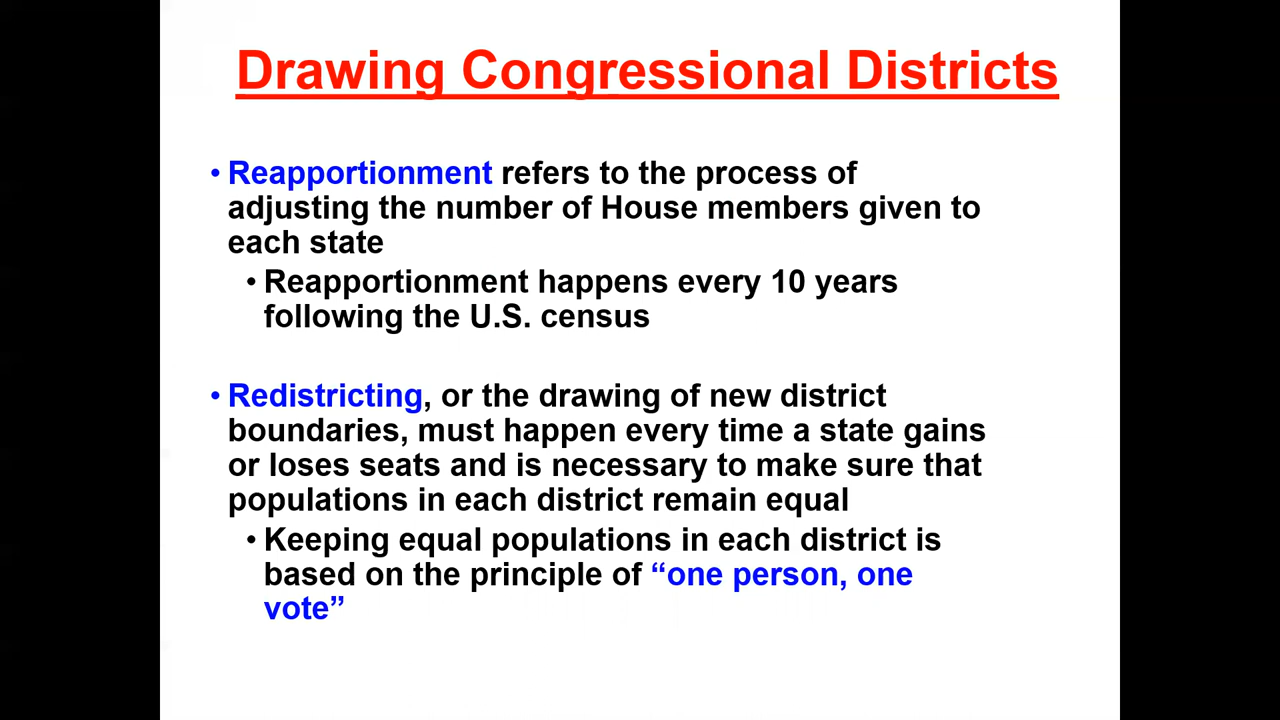 Drawing Congressional Districts
• Reapportionment refers to the process of
adjusting the number of House members given to
each state
• Reapportionment happens every 10 years
following the U.S. census
• Redistricting, or the drawing of new district
boundaries, must happen every time a state gains
or loses seats and is necessary to make sure that
populations in each district remain equal
• Keeping equal populations in each district is
based on the principle of “one person, one
vote”